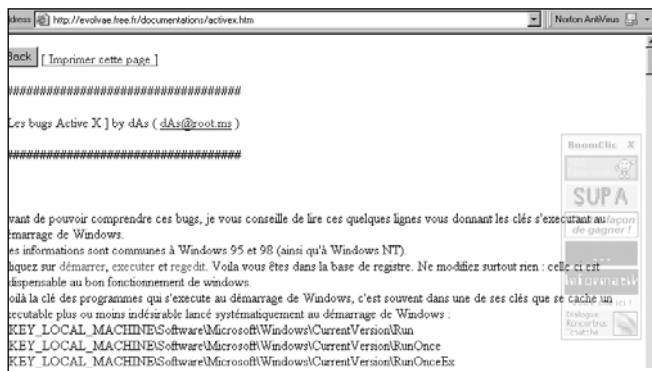 dress http://evolvae.free.fr/documentations/activex.htm Norton AntiVirus
Back [ Imprimer cette page ]
####################################
Les bugs Active X ] by dAs ( dAs@root.ms )
####################################
BoomClic X
SUPA
façon
de gagner !
vant de pouvoir comprendre ces bugs, je vous conseille de lire ces quelques lignes vous donnant les clés s'executant au
émarrage de Windows.
es informations sont communes à Windows 95 et 98 (ainsi qu'à Windows NT).
liquez sur démarrer, executer et regedit. Voila vous êtes dans la base de registre. Ne modifiez surtout rien : celle ci est
dispensable au bon fonctionnement de windows.
oilà la clé des programmes qui s'execute au démarrage de Windows, c'est souvent dans une de ses clés que se cache un
xecutable plus ou moins indésirable lancé systématiquement au démarrage de Windows :
KEY_LOCAL_MACHINE\Software\Microsoft\Windows\CurrentVersion\Run
KEY_LOCAL_MACHINE\Software\Microsoft\Windows\CurrentVersion\RunOnce
KEY_LOCAL_MACHINE\Software\Microsoft\Windows\CurrentVersion\RunOnceEx
Dialogue
Rencontres